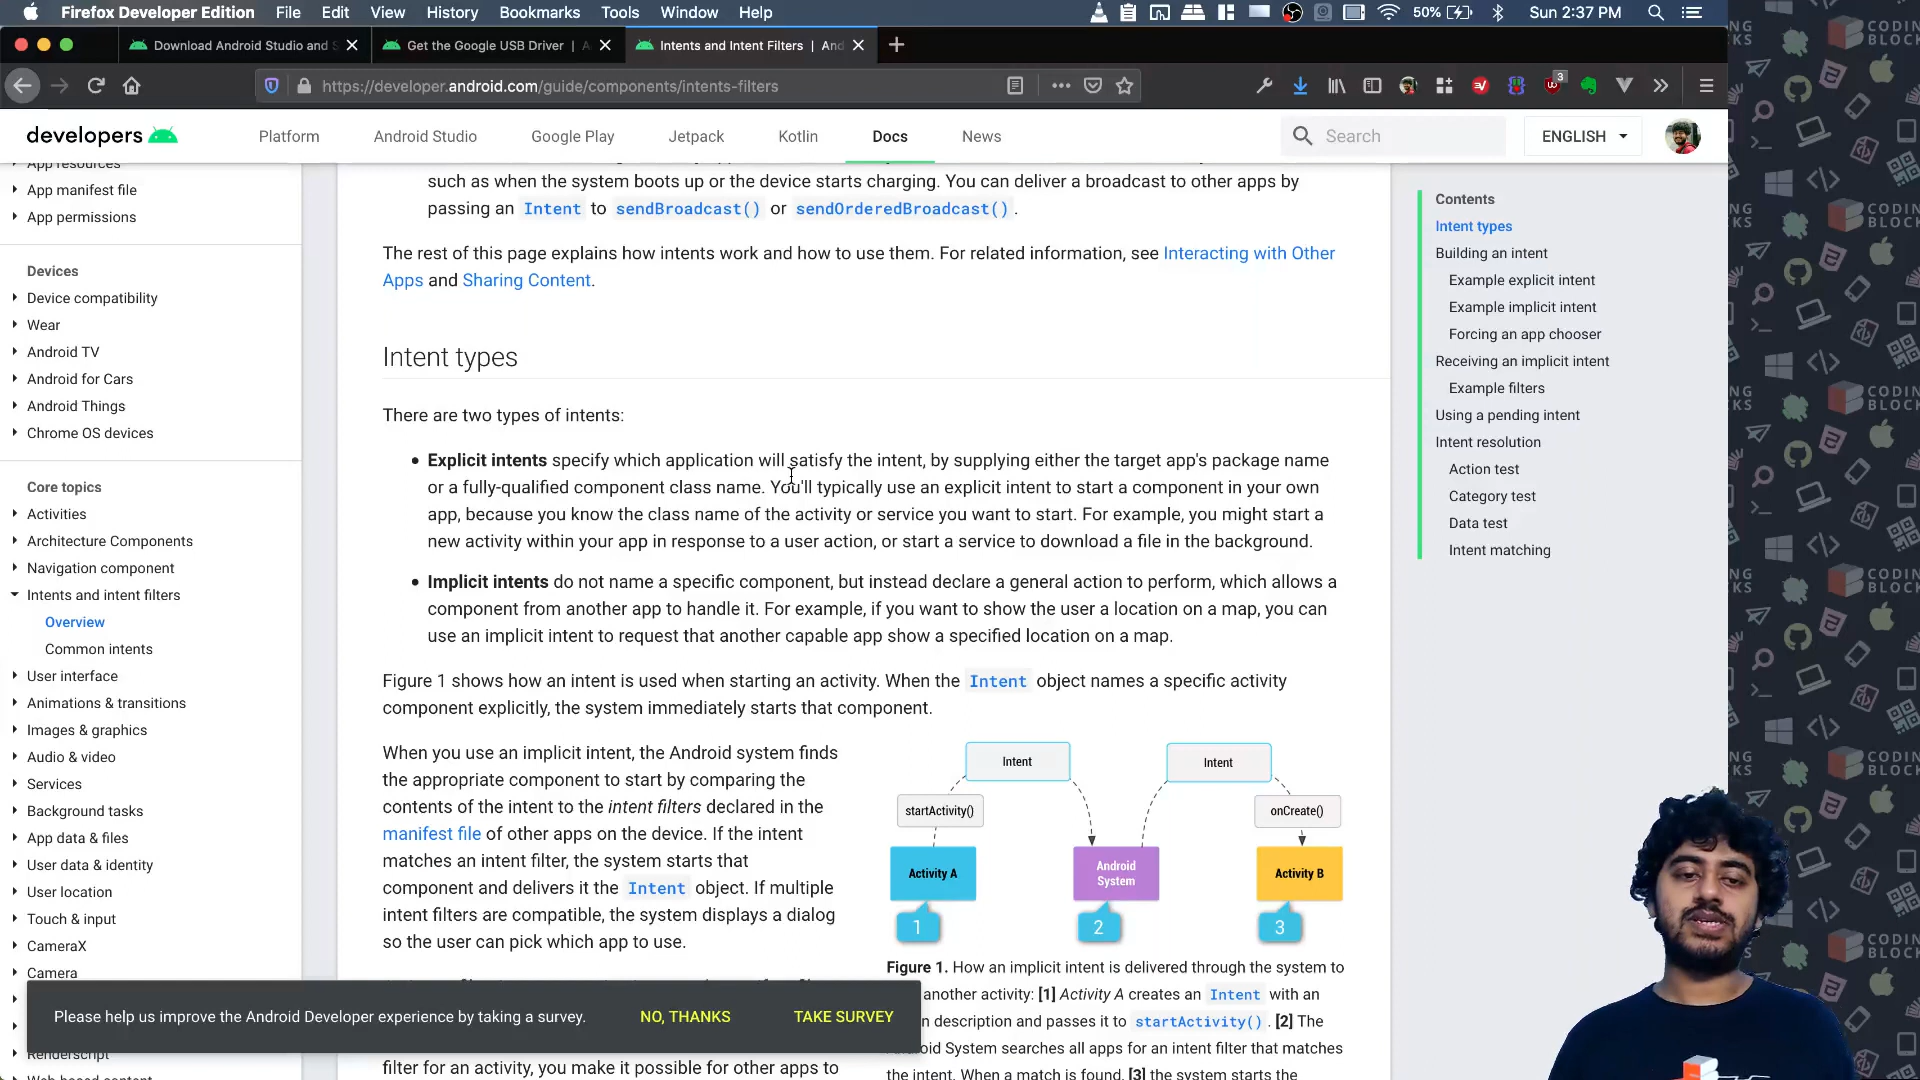 Firefox Developer Edition File Edit View History Bookmarks Tools Window Help 50% Sun 2:37 PM
Download Android Studio and S Get the Google USB Driver | A Intents and Intent Filters | And
https://developer.android.com/guide/components/intents-filters 3
developers Platform Android Studio Google Play Jetpack Kotlin Docs News Search ENGLISH
App resources
App manifest file
App permissions
Devices
Device compatibility
Wear
Android TV
Android for Cars
Android Things
Chrome OS devices
Core topics
Activities
Architecture Components
Navigation component
Intents and intent filters
Overview
Common intents
User interface
Animations & transitions
Images & graphics
Audio & video
Services
Background tasks
App data & files
User data & identity
User location
Touch & input
CameraX
Camera
Renderscript
such as when the system boots up or the device starts charging. You can deliver a broadcast to other apps by
passing an Intent to sendBroadcast() or sendOrderedBroadcast().
The rest of this page explains how intents work and how to use them. For related information, see Interacting with Other
Apps and Sharing Content.
Intent types
There are two types of intents:
• Explicit intents specify which application will satisfy the intent, by supplying either the target app's package name
or a fully-qualified component class name. You'll typically use an explicit intent to start a component in your own
app, because you know the class name of the activity or service you want to start. For example, you might start a
new activity within your app in response to a user action, or start a service to download a file in the background.
• Implicit intents do not name a specific component, but instead declare a general action to perform, which allows a
component from another app to handle it. For example, if you want to show the user a location on a map, you can
use an implicit intent to request that another capable app show a specified location on a map.
Figure 1 shows how an intent is used when starting an activity. When the Intent object names a specific activity
component explicitly, the system immediately starts that component.
When you use an implicit intent, the Android system finds
the appropriate component to start by comparing the
contents of the intent to the intent filters declared in the
manifest file of other apps on the device. If the intent
matches an intent filter, the system starts that
component and delivers it the Intent object. If multiple
intent filters are compatible, the system displays a dialog
so the user can pick which app to use.
filter for an activity, you make it possible for other apps to
Intent Intent
startActivity() onCreate()
Activity A Android System Activity B
1 2 3
Figure 1. How an implicit intent is delivered through the system to
another activity: [1] Activity A creates an Intent with an
n description and passes it to startActivity(). [2] The
oid System searches all apps for an intent filter that matches
the intent. When a match is found, [3] the system starts the
Please help us improve the Android Developer experience by taking a survey. NO, THANKS TAKE SURVEY
Contents
Intent types
Building an intent
Example explicit intent
Example implicit intent
Forcing an app chooser
Receiving an implicit intent
Example filters
Using a pending intent
Intent resolution
Action test
Category test
Data test
Intent matching
CODING
BLOCKS